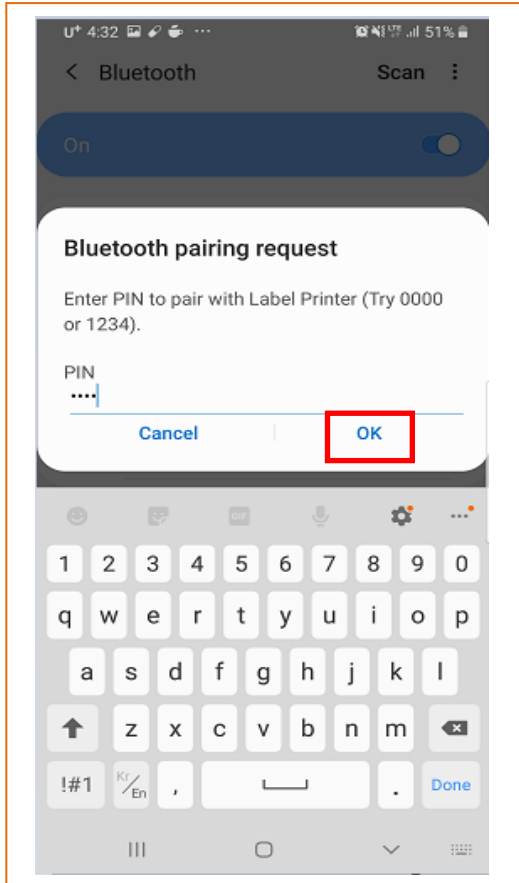 U+ 4:32 ··· LTE 51%
< Bluetooth Scan
On
Bluetooth pairing request
Enter PIN to pair with Label Printer (Try 0000
or 1234).
PIN
••••
Cancel OK
GIF
1 2 3 4 5 6 7 8 9 0
q w e r t y u i o p
a s d f g h j k l
z x c v b n m
!#1 Kr/En , . Done